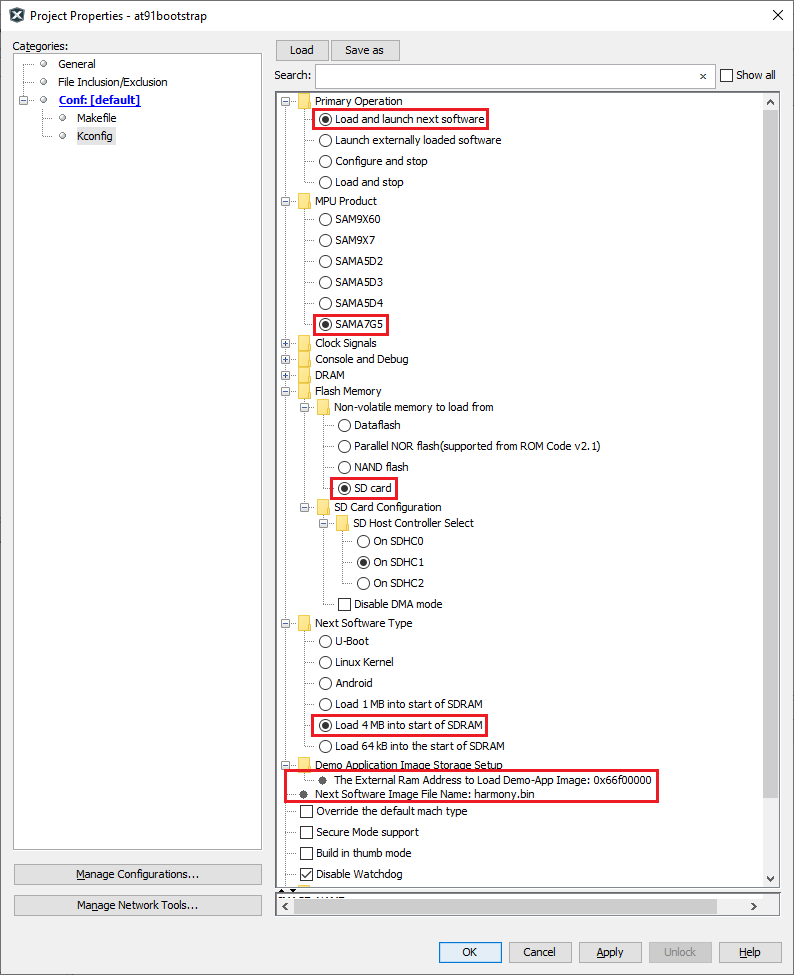 Project Properties - at91bootstrap
Categories:
General
File Inclusion/Exclusion
Conf: [default]
Makefile
Kconfig
Manage Configurations...
Manage Network Tools...
Load Save as
Search: Show all
Primary Operation
Load and launch next software
Launch externally loaded software
Configure and stop
Load and stop
MPU Product
SAM9X60
SAM9X7
SAMA5D2
SAMA5D3
SAMA5D4
SAMA7G5
Clock Signals
Console and Debug
DRAM
Flash Memory
Non-volatile memory to load from
Dataflash
Parallel NOR flash(supported from ROM Code v2.1)
NAND flash
SD card
SD Card Configuration
SD Host Controller Select
On SDHC0
On SDHC1
On SDHC2
Disable DMA mode
Next Software Type
U-Boot
Linux Kernel
Android
Load 1 MB into start of SDRAM
Load 4 MB into start of SDRAM
Load 64 kB into the start of SDRAM
Demo Application Image Storage Setup
The External Ram Address to Load Demo-App Image: 0x66f00000
Next Software Image File Name: harmony.bin
Override the default mach type
Secure Mode support
Build in thumb mode
Disable Watchdog
OK Cancel Apply Unlock Help